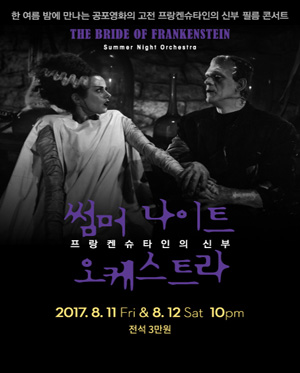 한 여름 밤에 만나는 공포영화의 고전 프랑켄슈타인의 신부 필름 콘서트
THE BRIDE OF FRANKENSTEIN
Summer Night Orchestra
썸머 나이트
프랑켄슈타인의 신부
오케스트라
2017. 8. 11 Fri & 8. 12 Sat 10pm
전석 3만원